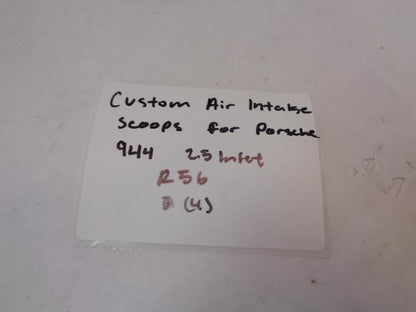 Custom Air Intake
Scoops for Porsche
944 2.5 Inlet
R56
(4)